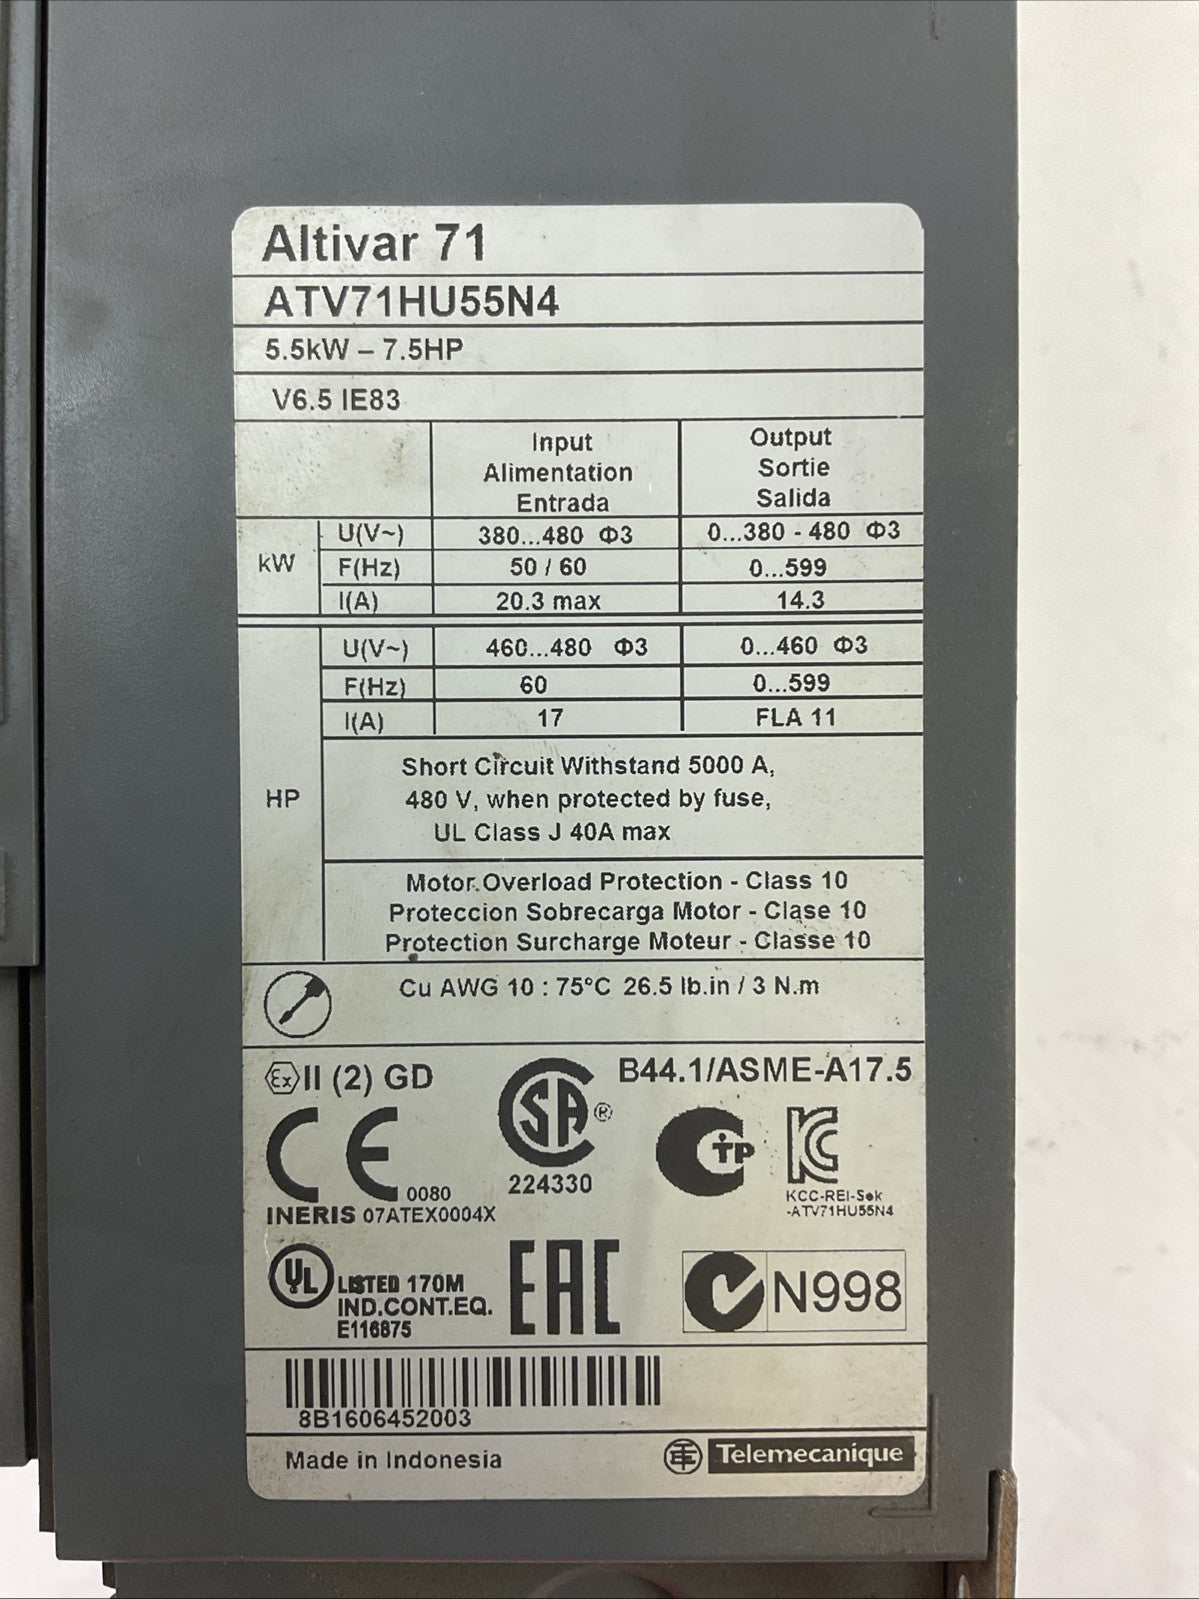 Altivar 71
ATV71HU55N4
5.5kW – 7.5HP
V6.5 IE83
Input Alimentation Entrada
Output Sortie Salida
kW
U(V~) 380...480 Φ3 0...380 - 480 Φ3
F(Hz) 50 / 60 0...599
I(A) 20.3 max 14.3
HP
U(V~) 460...480 Φ3 0...460 Φ3
F(Hz) 60 0...599
I(A) 17 FLA 11
Short Circuit Withstand 5000 A,
480 V, when protected by fuse,
UL Class J 40A max
Motor Overload Protection - Class 10
Proteccion Sobrecarga Motor - Clase 10
Protection Surcharge Moteur - Classe 10
Cu AWG 10 : 75°C 26.5 lb.in / 3 N.m
Ex II (2) GD
CE 0080
INERIS 07ATEX0004X
SA ®
224330
B44.1/ASME-A17.5
C TP
KC
KCC-REI-Sek
-ATV71HU55N4
UL LISTED 170M
IND.CONT.EQ.
E116875
EAC
N998
8B1606452003
Made in Indonesia
TE Telemecanique